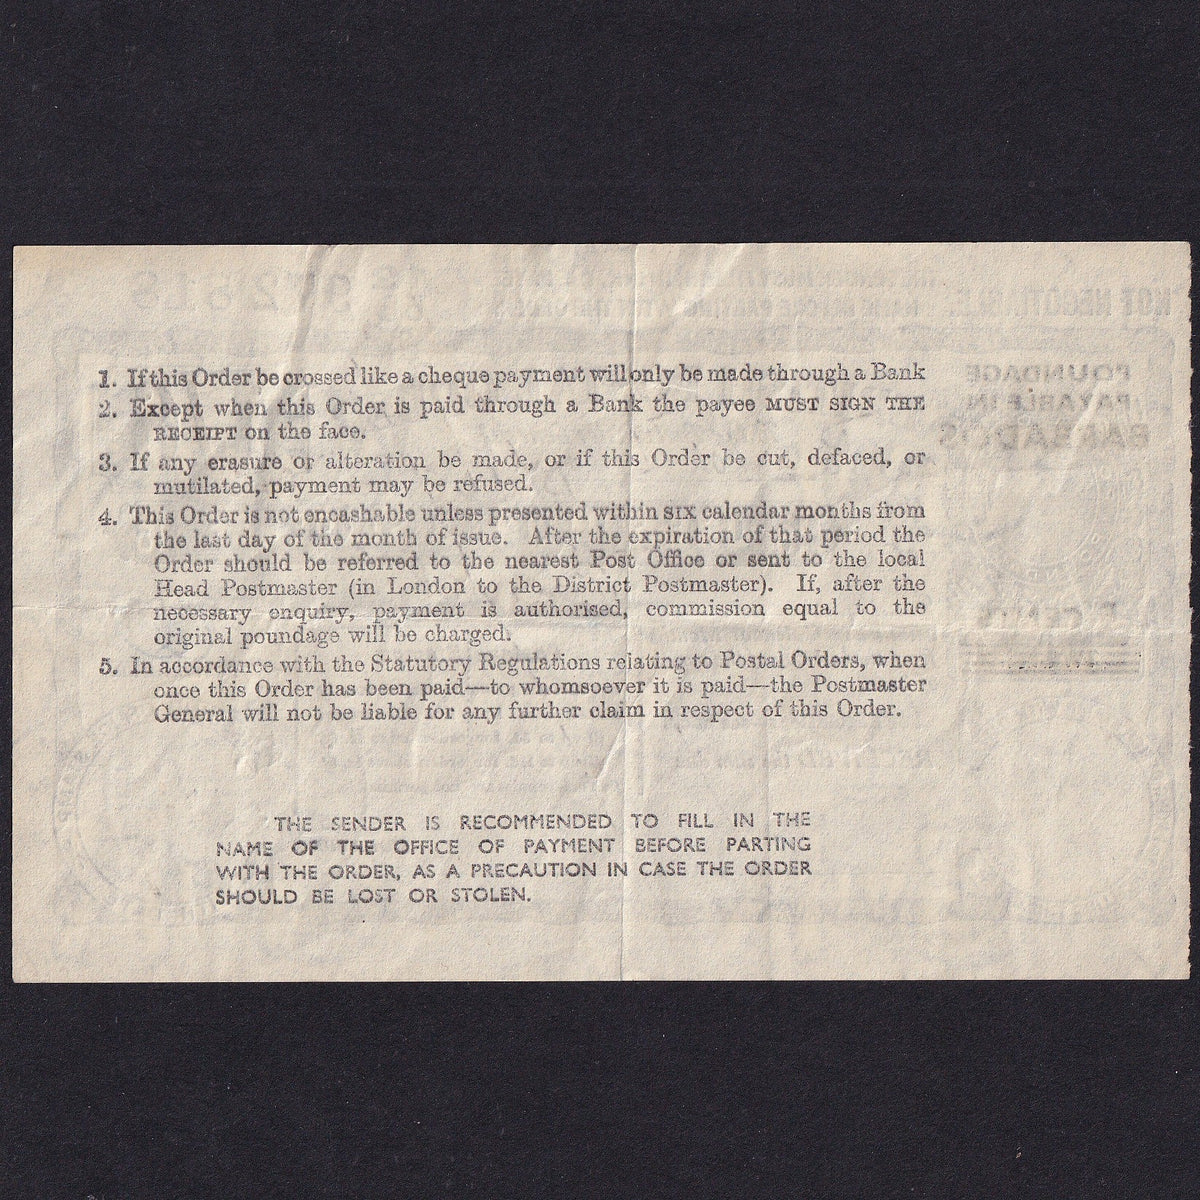 1. If this Order be crossed like a cheque payment will only be made through a Bank
2. Except when this Order is paid through a Bank the payee MUST SIGN THE
RECEIPT on the face.
3. If any erasure or alteration be made, or if this Order be cut, defaced, or
mutilated, payment may be refused.
4. This Order is not encashable unless presented within SIX calendar months from
the last day of the month of issue. After the expiration of that period the
Order should be referred to the nearest Post Office or sent to the local
Head Postmaster (in London to the District Postmaster). If, after the
necessary enquiry, payment is authorised, commission equal to the
original poundage will be charged.
5. In accordance with the Statutory Regulations relating to Postal Orders, when
once this Order has been paid—to whomsoever it is paid—the Postmaster
General will not be liable for any further claim in respect of this Order.
THE SENDER IS RECOMMENDED TO FILL IN THE
NAME OF THE OFFICE OF PAYMENT BEFORE PARTING
WITH THE ORDER, AS A PRECAUTION IN CASE THE ORDER
SHOULD BE LOST OR STOLEN.
NOT NEGOTIABLE
POUNDAGE
PAYABLE IN
BARBADOS